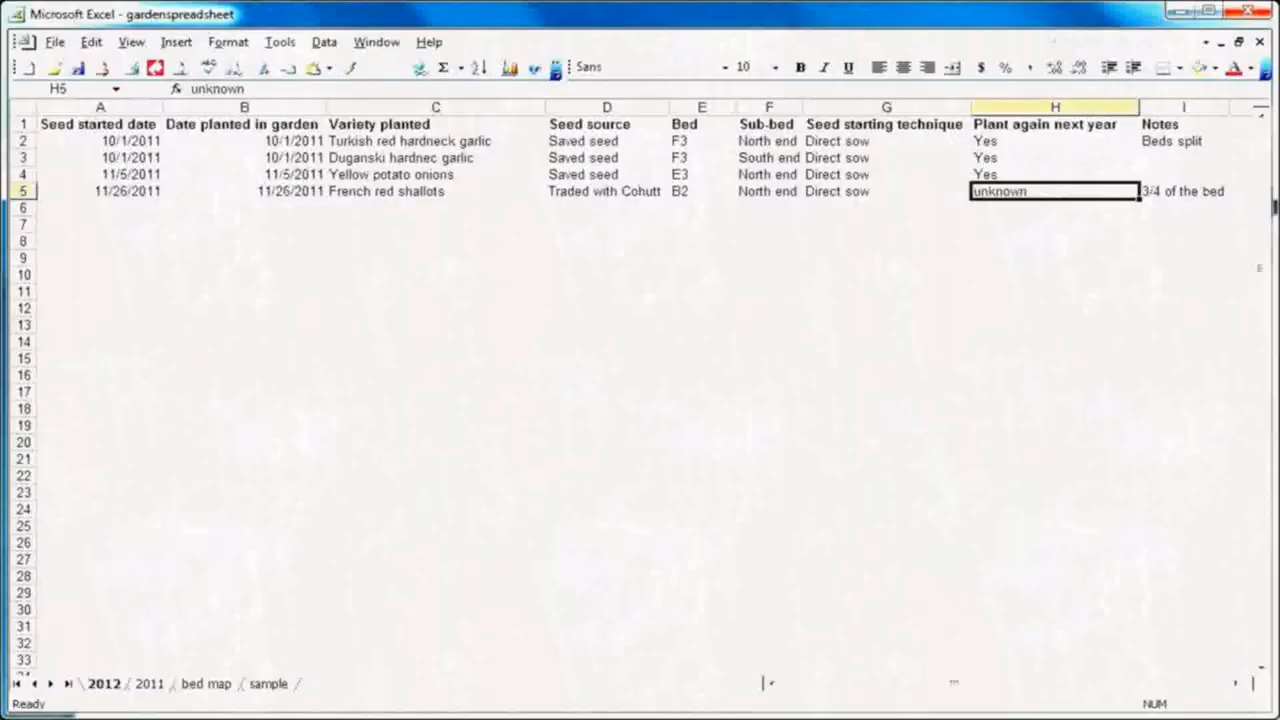 Microsoft Excel - gardenspreadsheet
File Edit View Insert Format Tools Data Window Help
Sans 10 B I U $ % ,
H5 fx unknown
A B C D E F G H I
1 Seed started date Date planted in garden Variety planted Seed source Bed Sub-bed Seed starting technique Plant again next year Notes
2 10/1/2011 10/1/2011 Turkish red hardneck garlic Saved seed F3 North end Direct sow Yes Beds split
3 10/1/2011 10/1/2011 Duganski hardnec garlic Saved seed F3 South end Direct sow Yes
4 11/5/2011 11/5/2011 Yellow potato onions Saved seed E3 North end Direct sow Yes
5 11/26/2011 11/26/2011 French red shallots Traded with Cohutt B2 North end Direct sow unknown 3/4 of the bed
6
7
8
9
10
11
12
13
14
15
16
17
18
19
20
21
22
23
24
25
26
27
28
29
30
31
32
33
2012 2011 bed map sample
Ready NUM